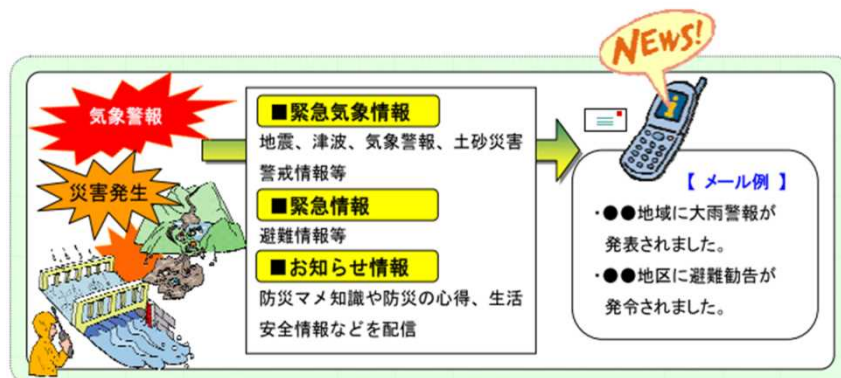 NEWS!
気象警報
災害発生
■緊急気象情報
地震、津波、気象警報、土砂災害
警戒情報等
■緊急情報
避難情報等
■お知らせ情報
防災マメ知識や防災の心得、生活
安全情報などを配信
【 メール例 】
・●●地域に大雨警報が
発表されました。
・●●地区に避難勧告が
発令されました。